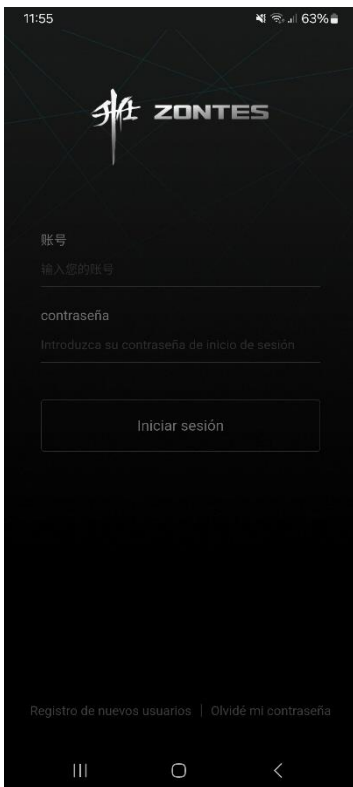 11:55
63%
ZONTES
账号
输入您的账号
contraseña
Introduzca su contraseña de inicio de sesión
Iniciar sesión
Registro de nuevos usuarios | Olvidé mi contraseña